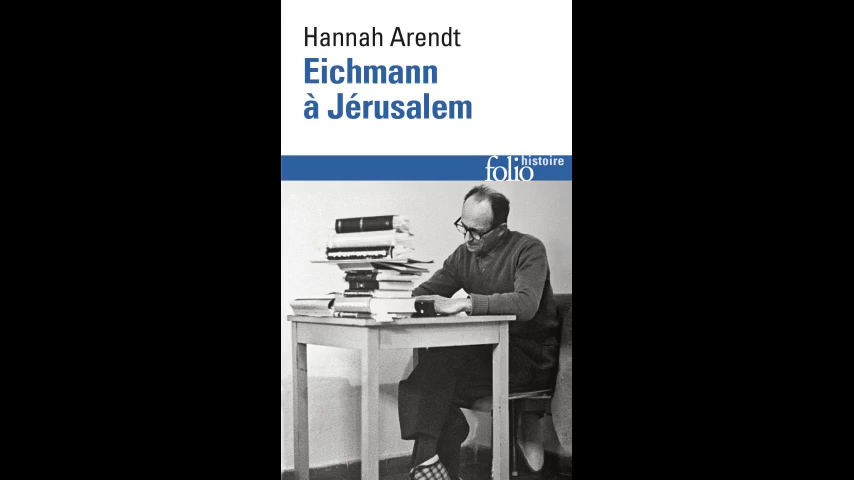 Hannah Arendt
Eichmann
à Jérusalem
histoire
folio